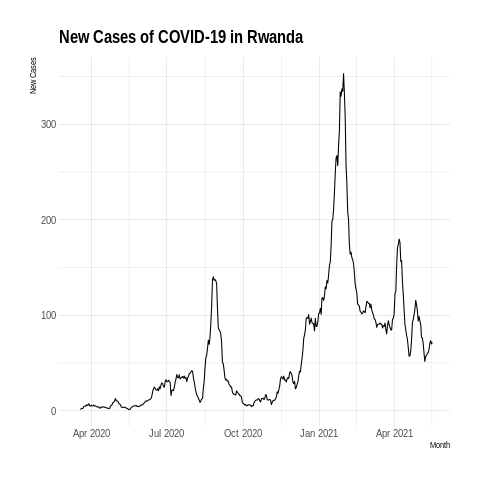 New Cases of COVID-19 in Rwanda
New Cases
300
200
100
0
Apr 2020 Jul 2020 Oct 2020 Jan 2021 Apr 2021
Month